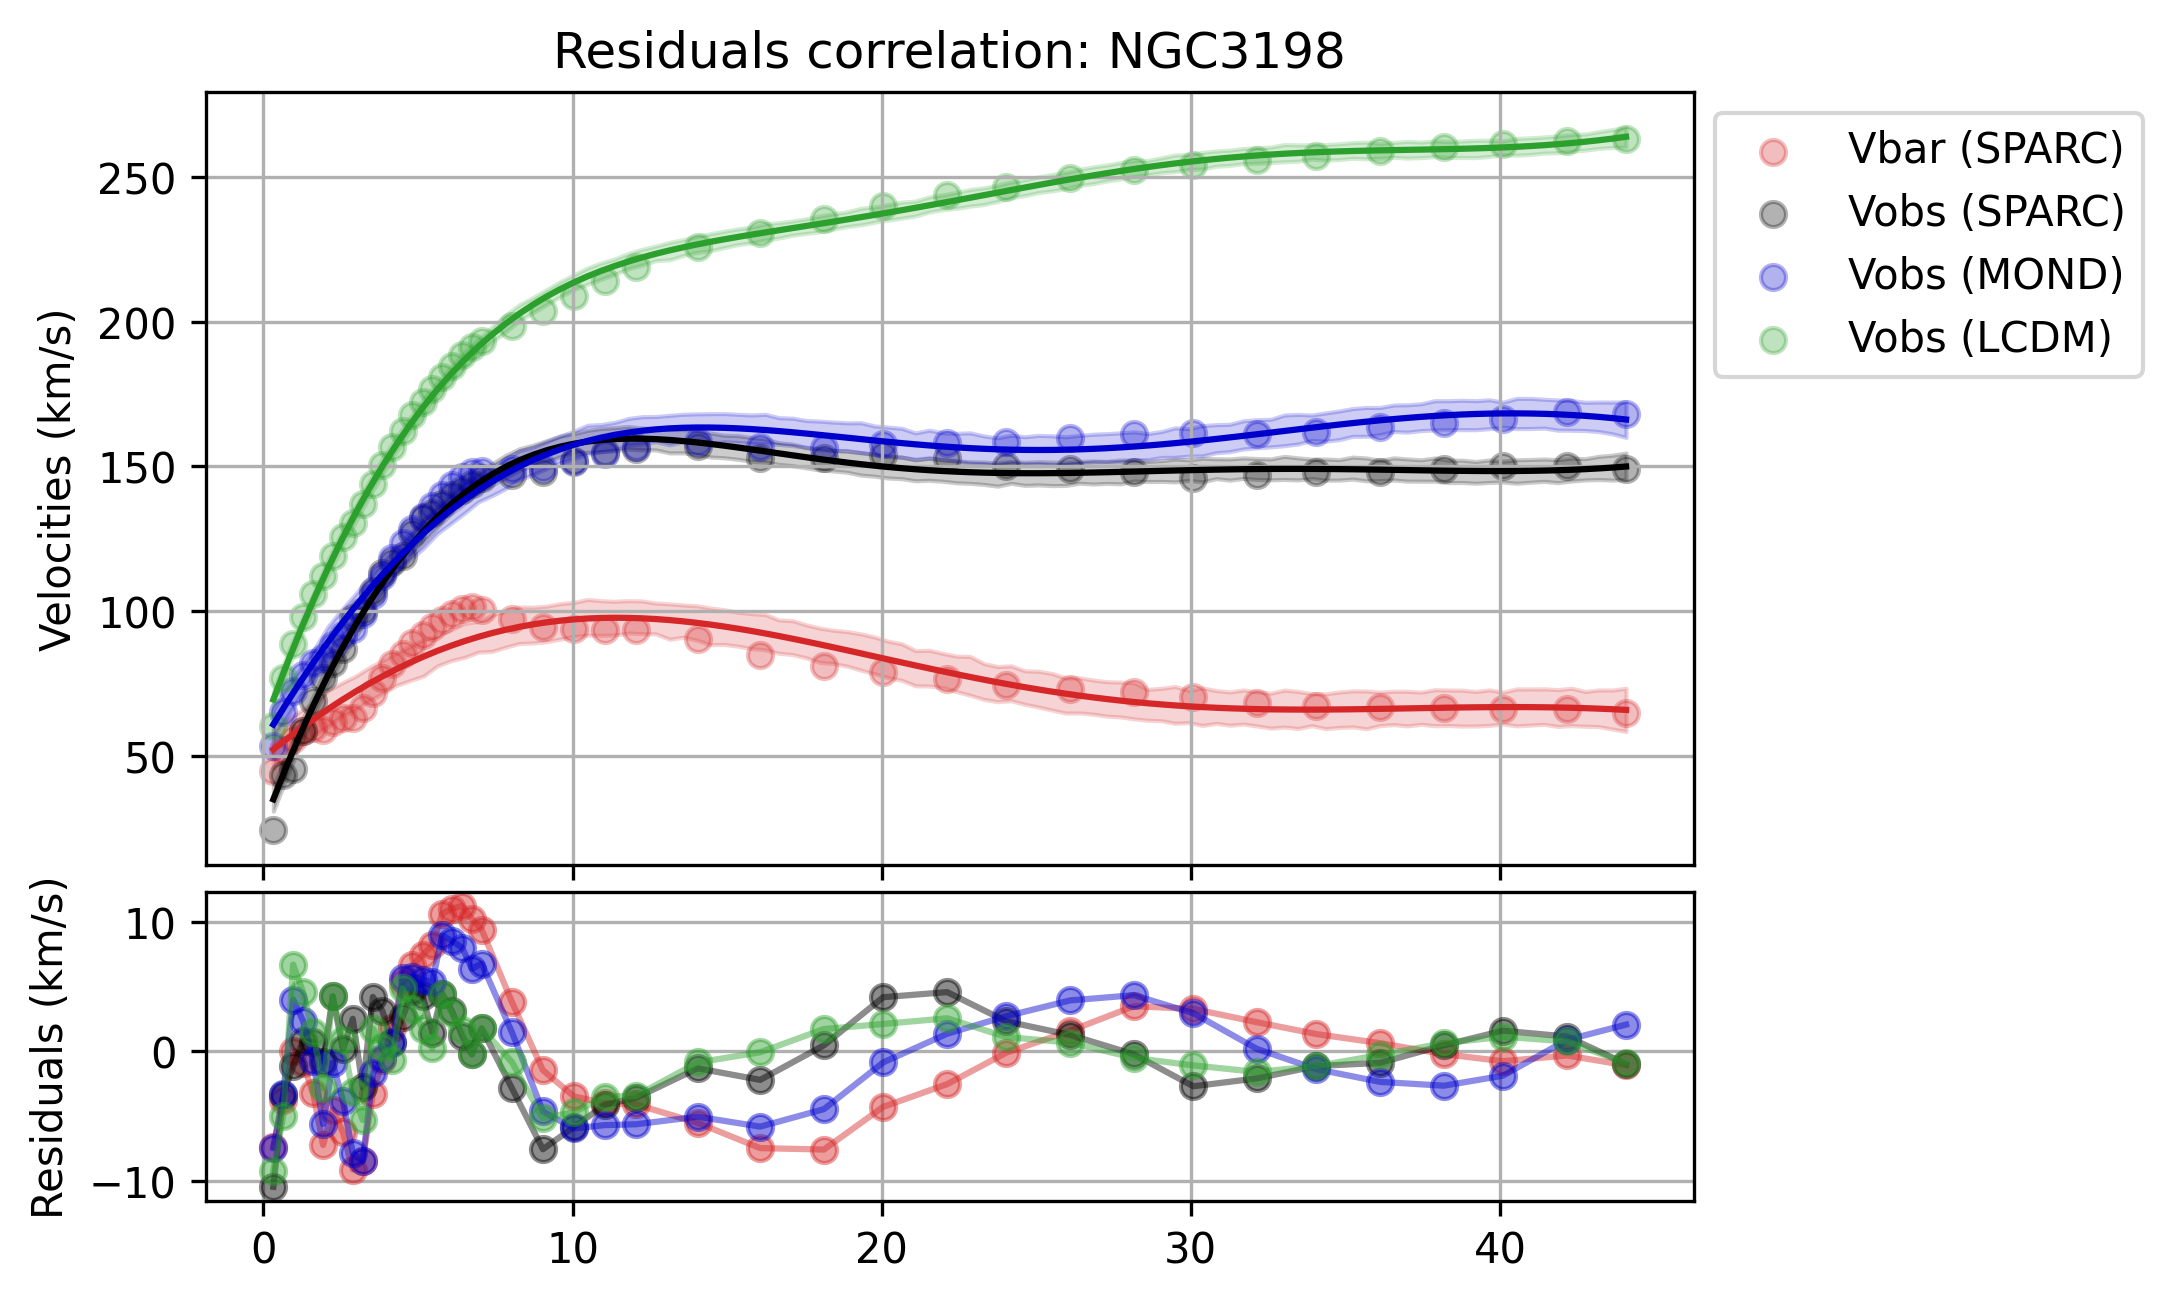 Residuals correlation: NGC3198
Velocities (km/s)
250
200
150
100
50
Vbar (SPARC)
Vobs (SPARC)
Vobs (MOND)
Vobs (LCDM)
Residuals (km/s)
10
0
−10
0 10 20 30 40